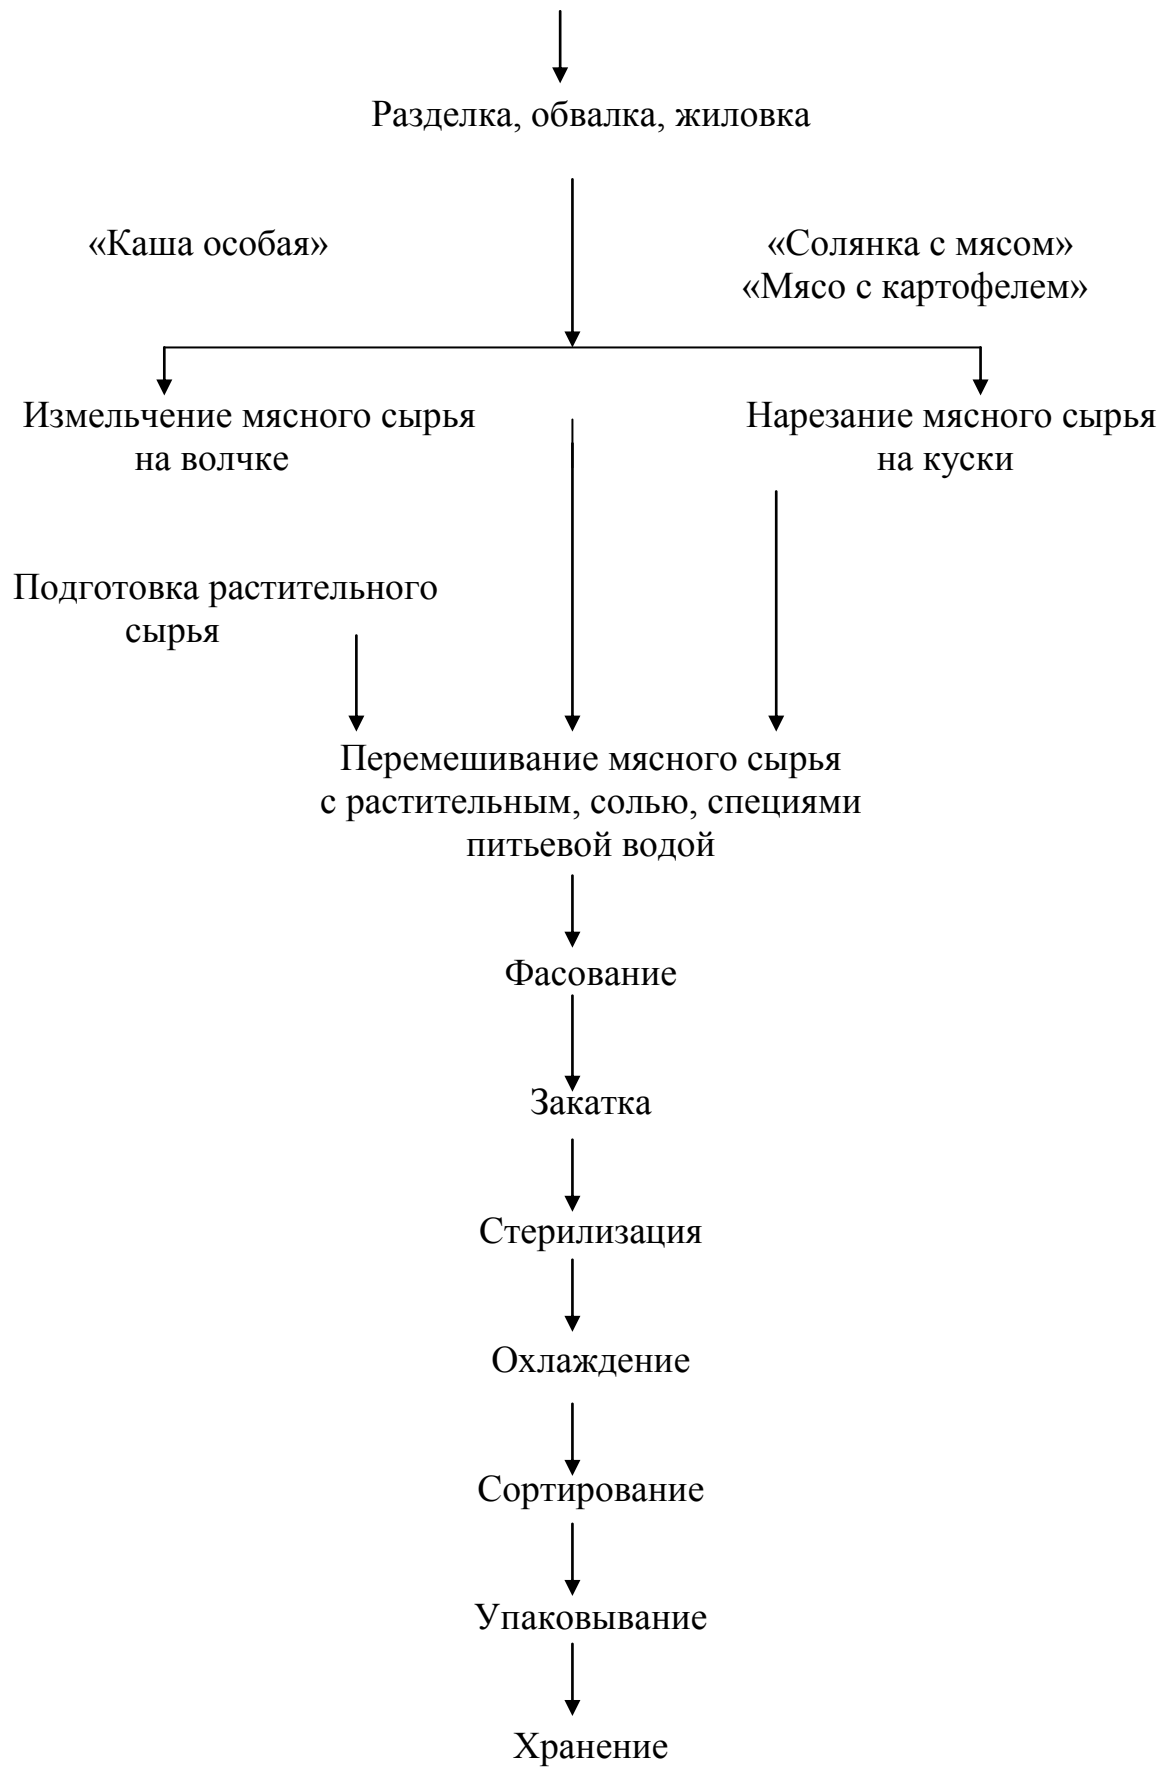 Разделка, обвалка, жиловка
«Каша особая»
«Солянка с мясом»
«Мясо с картофелем»
Измельчение мясного сырья
на волчке
Нарезание мясного сырья
на куски
Подготовка растительного
сырья
Перемешивание мясного сырья
с растительным, солью, специями
питьевой водой
Фасование
Закатка
Стерилизация
Охлаждение
Сортирование
Упаковывание
Хранение